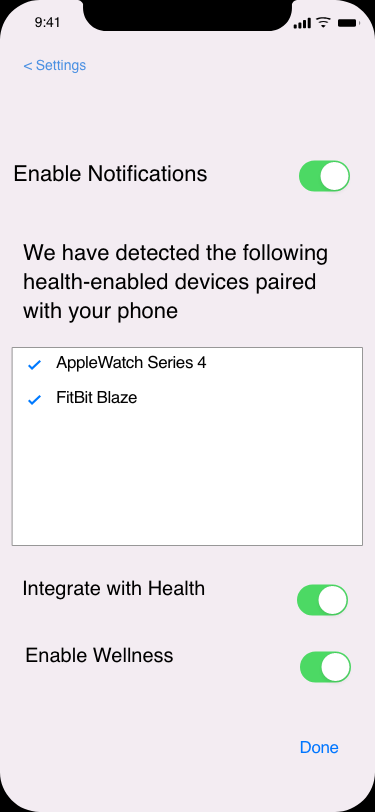 9:41
< Settings
Enable Notifications
We have detected the following
health-enabled devices paired
with your phone
AppleWatch Series 4
FitBit Blaze
Integrate with Health
Enable Wellness
Done